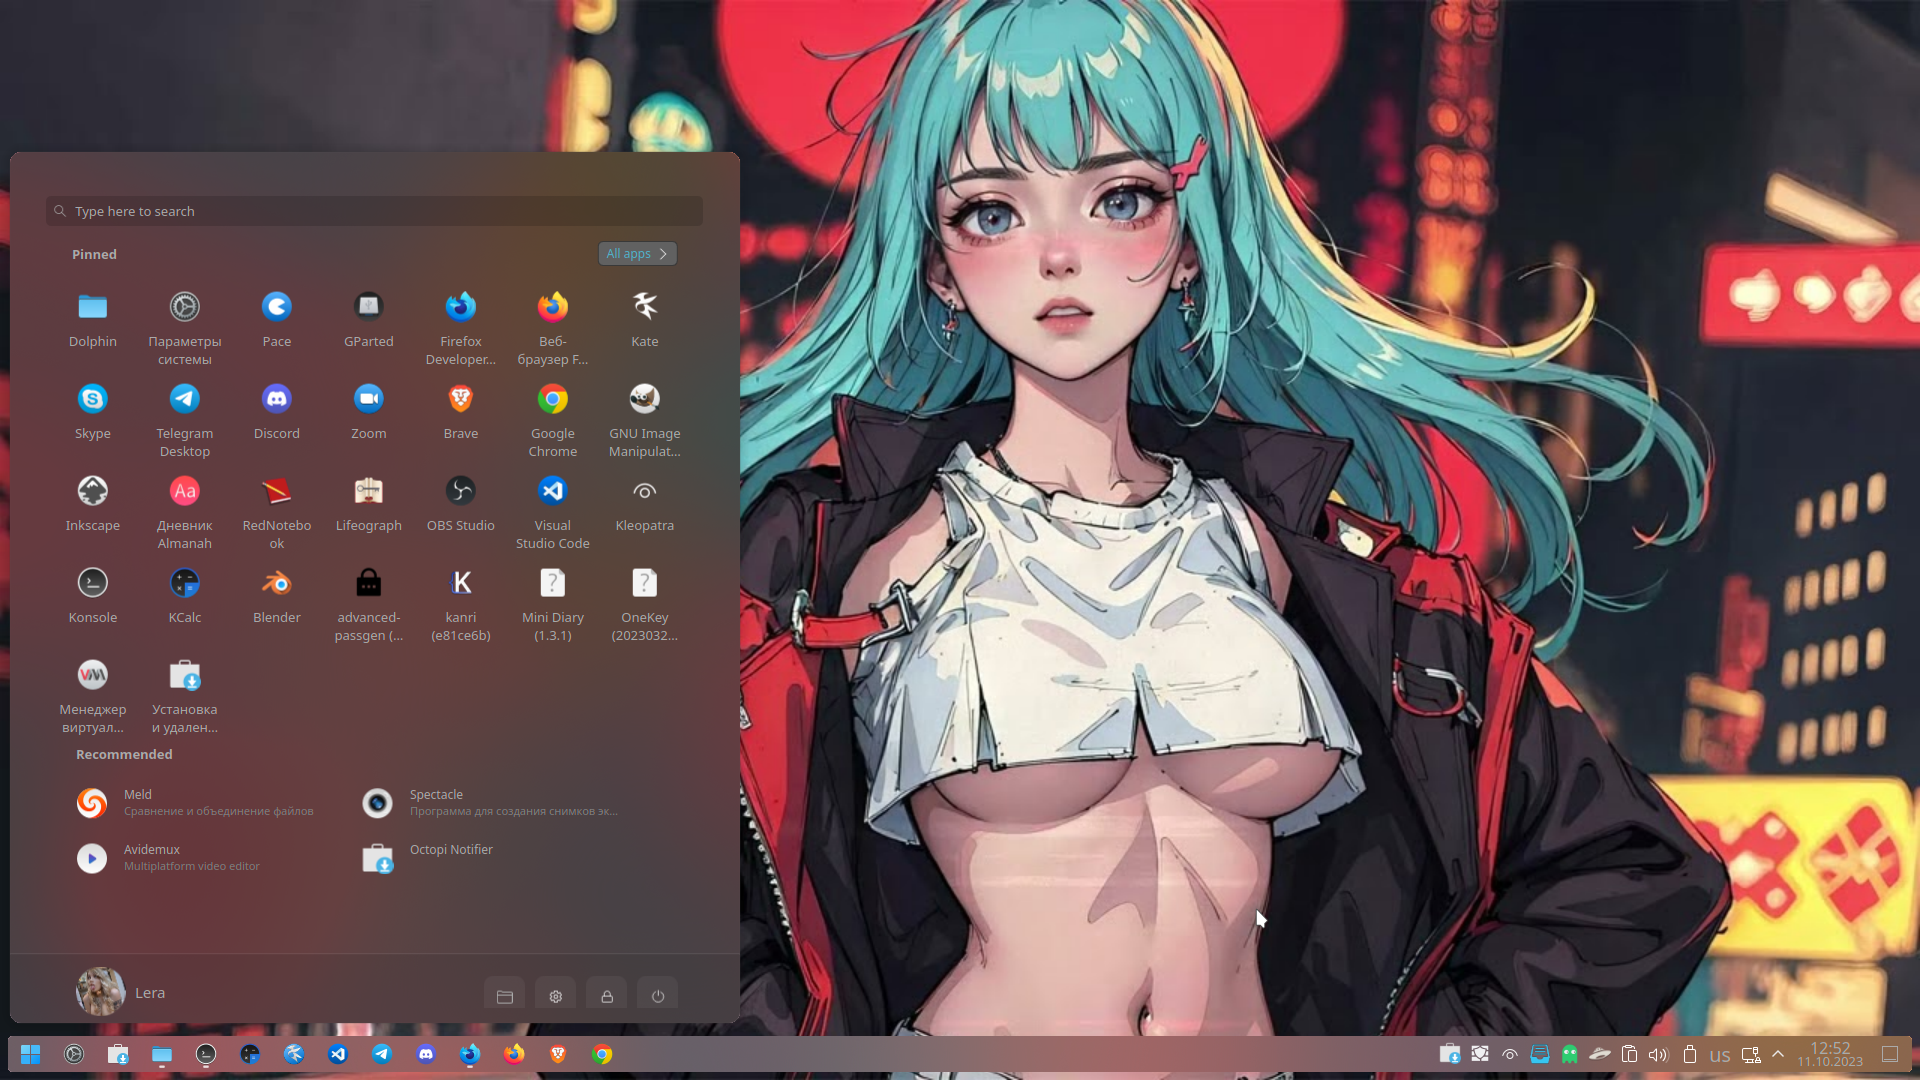 Type here to search
Pinned
All apps
Dolphin
Параметры
системы
Pace
GParted
Firefox
Developer...
Веб-
браузер F...
Kate
Skype
Telegram
Desktop
Discord
Zoom
Brave
Google
Chrome
GNU Image
Manipulat...
Inkscape
Aa
Дневник
Almanah
RedNotebo
ok
Lifeograph
OBS Studio
Visual
Studio Code
Kleopatra
Konsole
KCalc
Blender
advanced-
passgen (...
kanri
(e81ce6b)
Mini Diary
(1.3.1)
OneKey
(2023032...
Менеджер
виртуал...
Установка
и удален...
Recommended
Meld
Сравнение и объединение файлов
Spectacle
Программа для создания снимков эк...
Avidemux
Multiplatform video editor
Octopi Notifier
Lera
us
12:52
11.10.2023